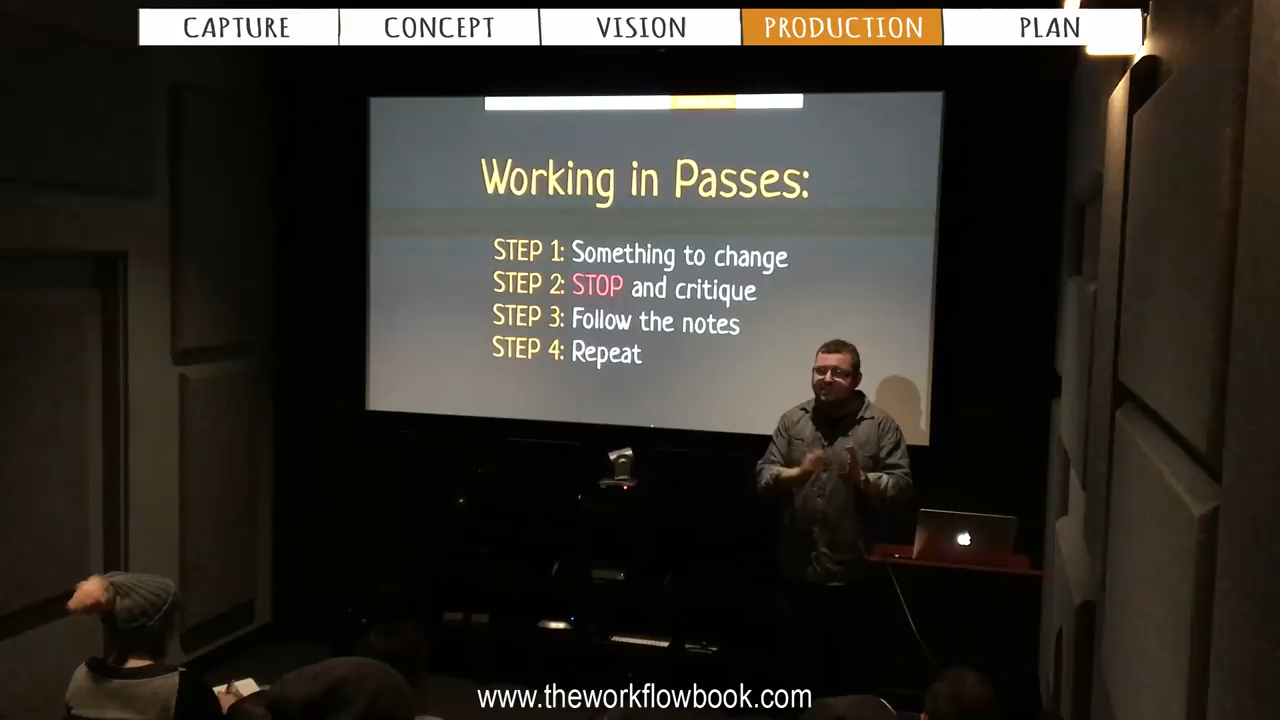 CAPTURE CONCEPT VISION PRODUCTION PLAN
Working in Passes:
STEP 1: Something to change
STEP 2: STOP and critique
STEP 3: Follow the notes
STEP 4: Repeat
www.theworkflowbook.com